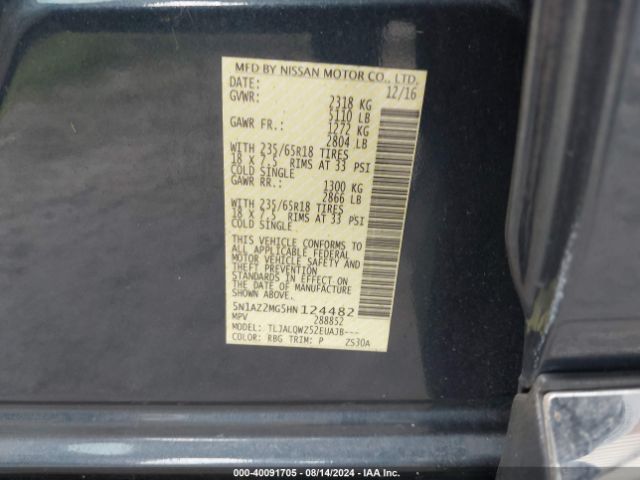 MFD BY NISSAN MOTOR CO., LTD.
DATE: 12/16
GVWR: 2318 KG
5110 LB
GAWR FR.: 1272 KG
2804 LB
WITH 235/65R18 TIRES
18 X 7.5 RIMS AT 33 PSI
COLD SINGLE
GAWR RR.: 1300 KG
2866 LB
WITH 235/65R18 TIRES
18 X 7.5 RIMS AT 33 PSI
COLD SINGLE
THIS VEHICLE CONFORMS TO
ALL APPLICABLE FEDERAL
MOTOR VEHICLE SAFETY AND
THEFT PREVENTION
STANDARDS IN EFFECT ON
THE DATE OF MANUFACTURE
SHOWN ABOVE.
5N1AZ2MG5HN124482
MPV 288852
MODEL: TLJALQWZ52EUAJB---
COLOR: RBG TRIM: P ZS30A
000-40091705 - 08/14/2024 - IAA Inc.